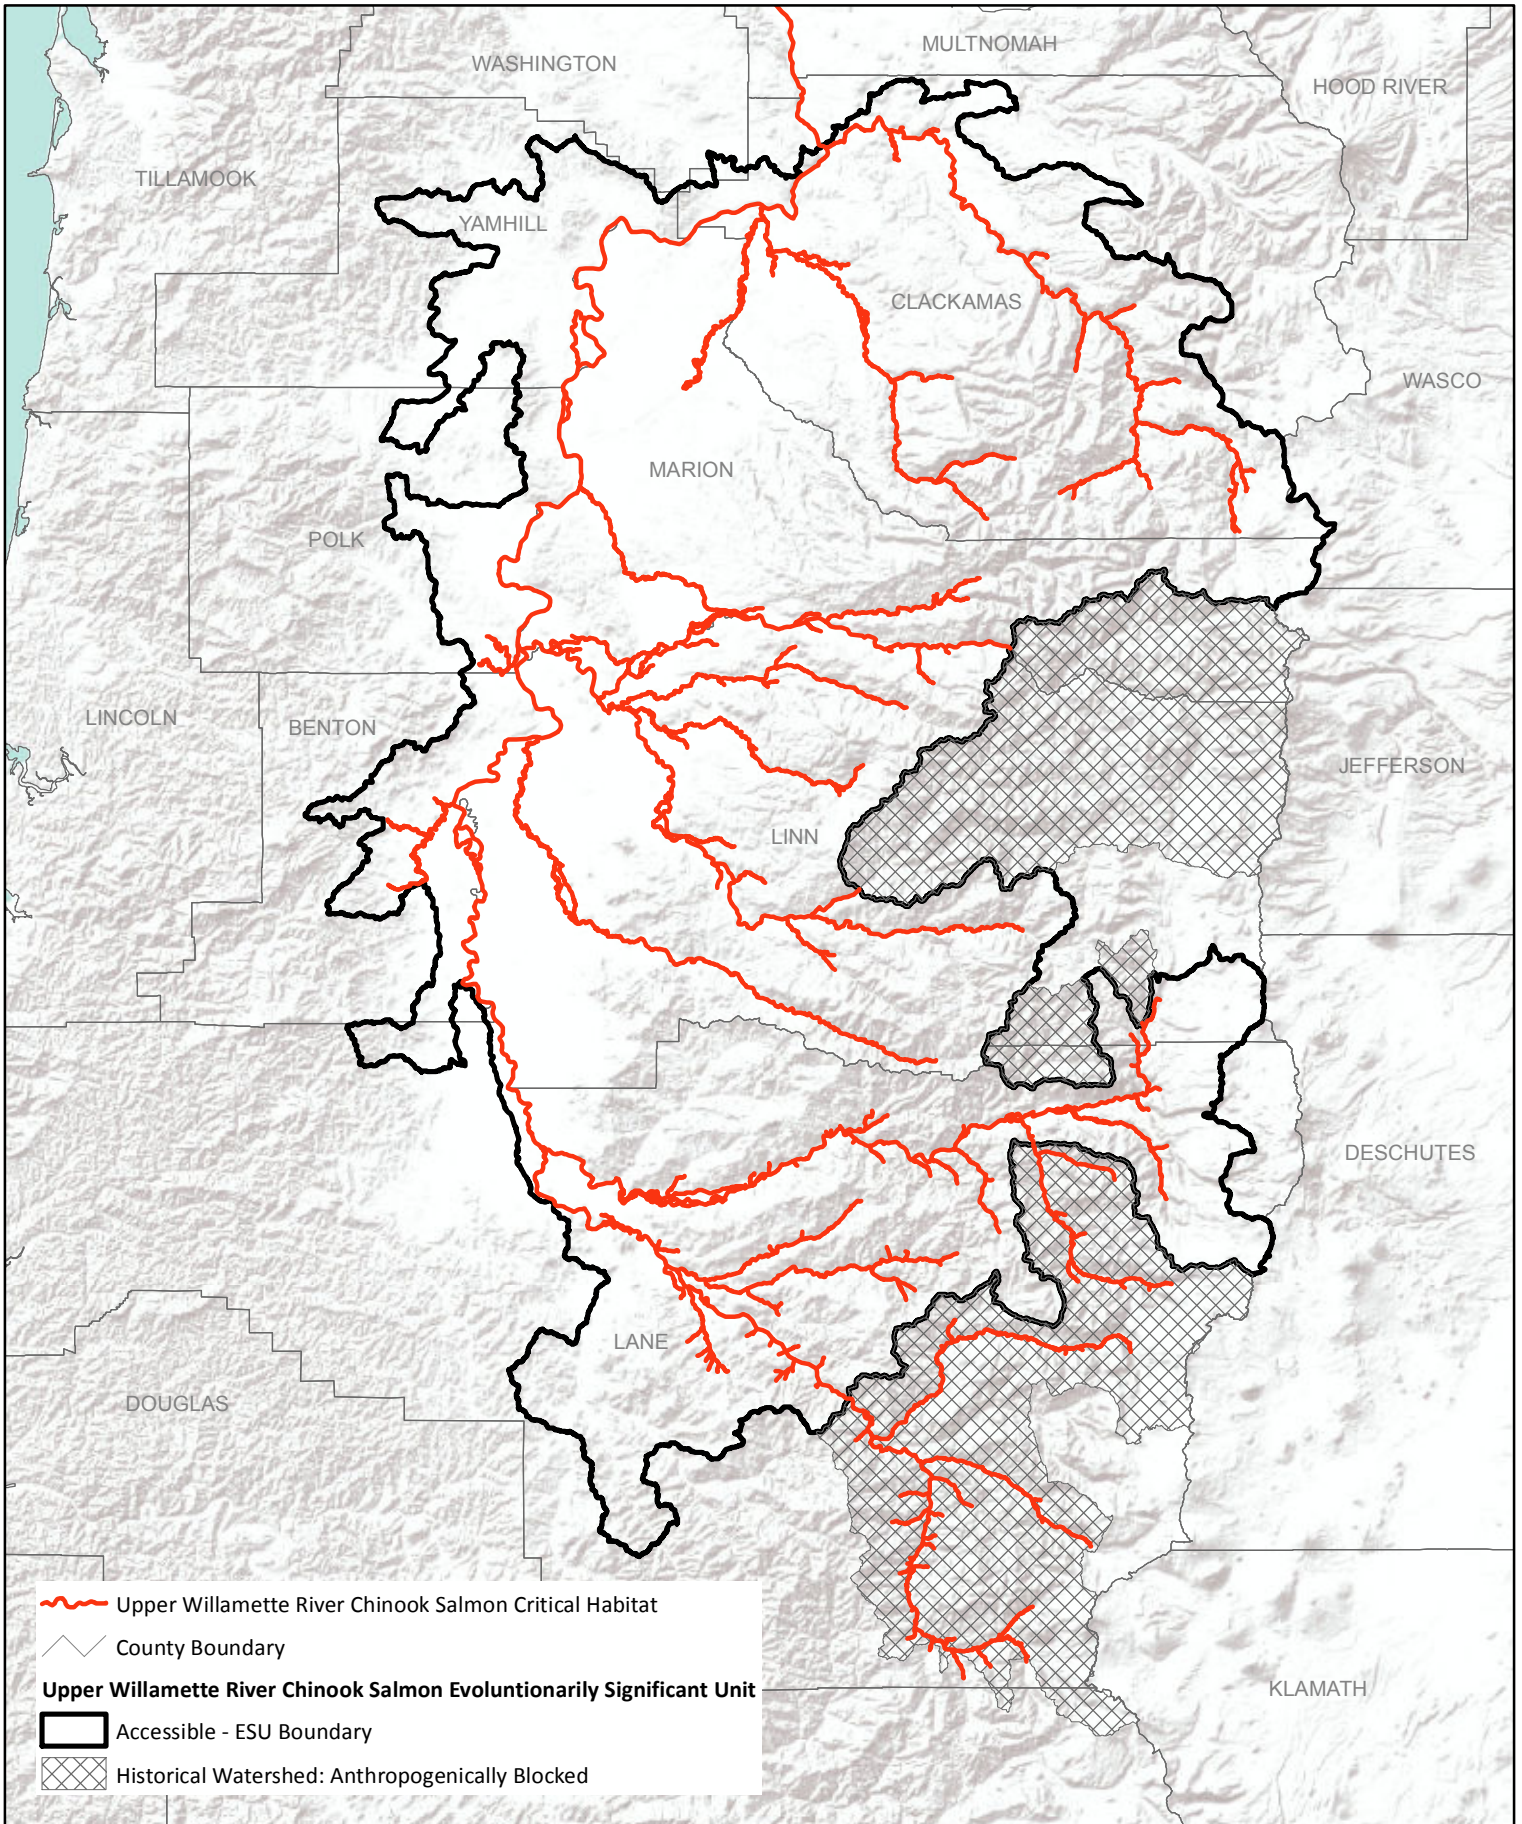 MULTNOMAH
WASHINGTON
HOOD RIVER
TILLAMOOK
YAMHILL
CLACKAMAS
WASCO
MARION
POLK
LINCOLN
BENTON
JEFFERSON
LINN
DESCHUTES
LANE
DOUGLAS
KLAMATH
Upper Willamette River Chinook Salmon Critical Habitat
County Boundary
Upper Willamette River Chinook Salmon Evoluntionarily Significant Unit
Accessible - ESU Boundary
Historical Watershed: Anthropogenically Blocked